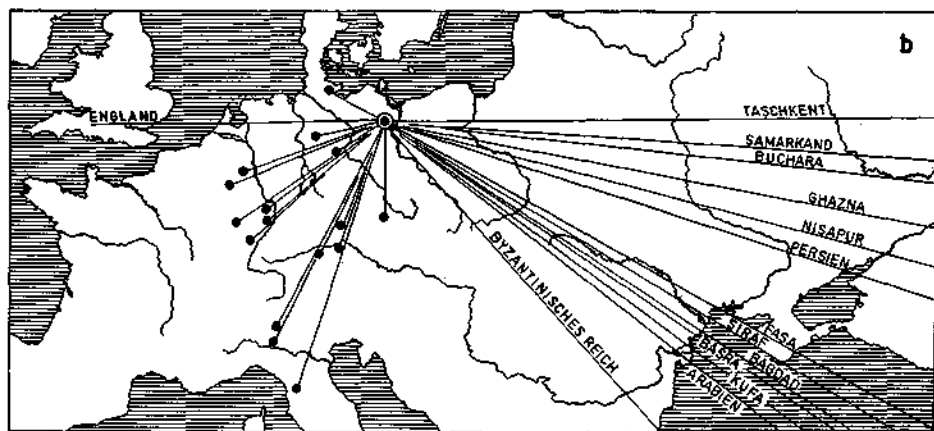 b
ENGLAND
TASCHKENT
SAMARKAND
BUCHARA
GHAZNA
NISAPUR
PERSIEN
BYZANTINISCHES REICH
FASA
SIRAF
BAGDAD
BASRA
KUFA
ARABIEN